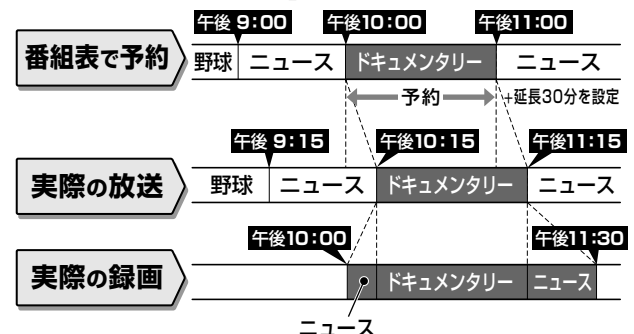 午後 9:00 午後10:00 午後11:00
番組表で予約 野球 ニュース ドキュメンタリー ニュース
予約 +延長30分を設定
午後 9:15 午後10:15 午後11:15
実際の放送 野球 ニュース ドキュメンタリー ニュース
午後10:00 午後11:30
実際の録画 ドキュメンタリー ニュース
ニュース